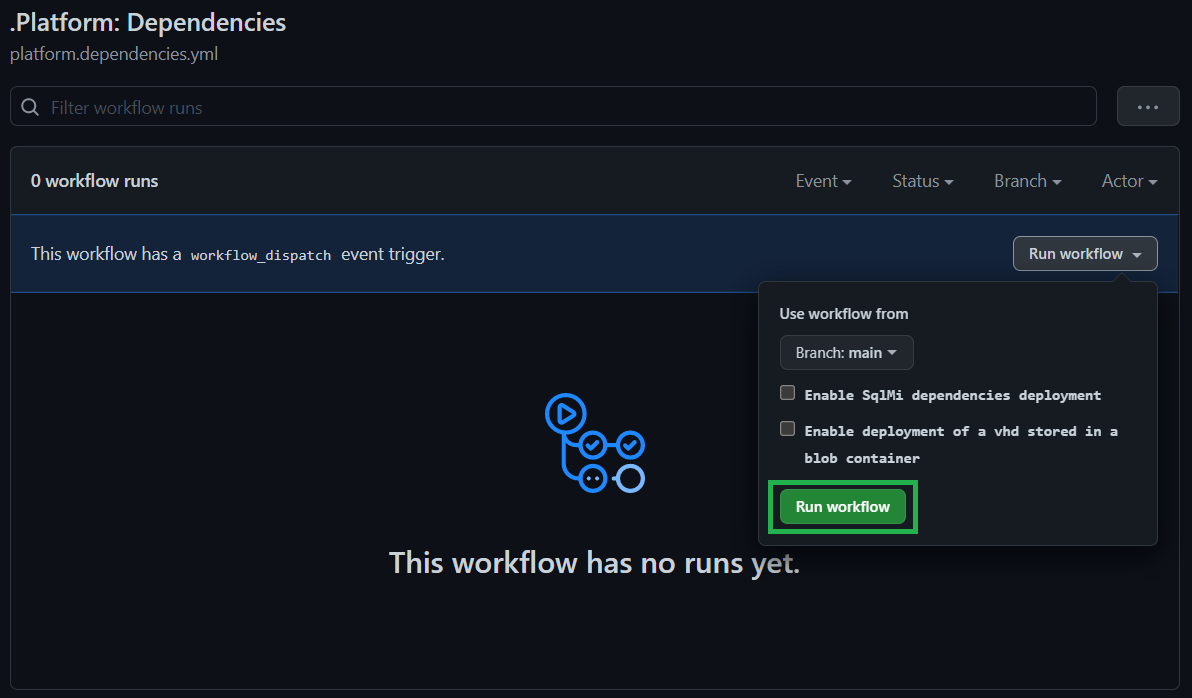 .Platform: Dependencies
platform.dependencies.yml
Filter workflow runs
0 workflow runs
Event
Status
Branch
Actor
This workflow has a workflow_dispatch event trigger.
Run workflow
Use workflow from
Branch: main
Enable SqlMi dependencies deployment
Enable deployment of a vhd stored in a
blob container
Run workflow
This workflow has no runs yet.